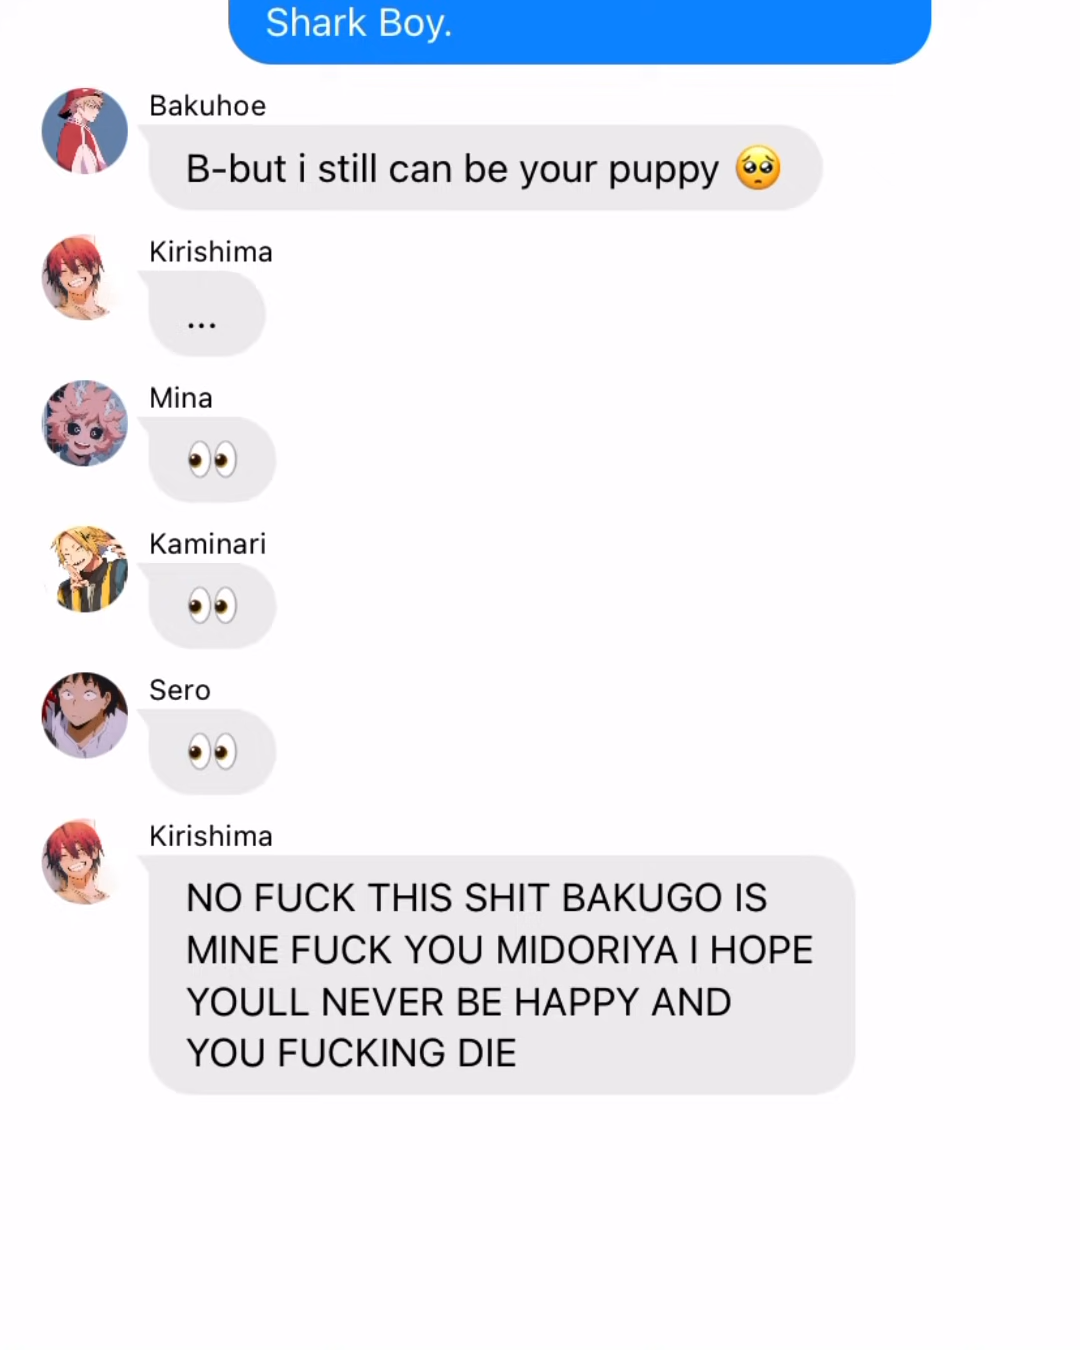 Shark Boy.
Bakuhoe
B-but i still can be your puppy 🥺
Kirishima
...
Mina
👀
Kaminari
👀
Sero
👀
Kirishima
NO FUCK THIS SHIT BAKUGO IS
MINE FUCK YOU MIDORIYA I HOPE
YOULL NEVER BE HAPPY AND
YOU FUCKING DIE